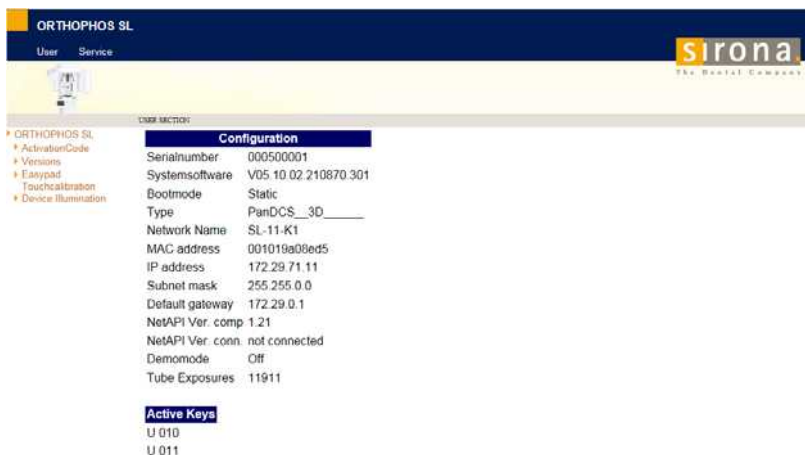 ORTHOPHOS SL
User Service
sirona.
The Dental Company
USER SECTION
ORTHOPHOS SL
ActivationCode
Versions
Easypad
Touchcalibration
Device Illumination
Configuration
Serialnumber 000500001
Systemsoftware V05.10.02.210870.301
Bootmode Static
Type PanDCS__3D______
Network Name SL-11-K1
MAC address 001019a08ed5
IP address 172.29.71.11
Subnet mask 255.255.0.0
Default gateway 172.29.0.1
NetAPI Ver. comp 1.21
NetAPI Ver. conn. not connected
Demomode Off
Tube Exposures 11911
Active Keys
U 010
U 011